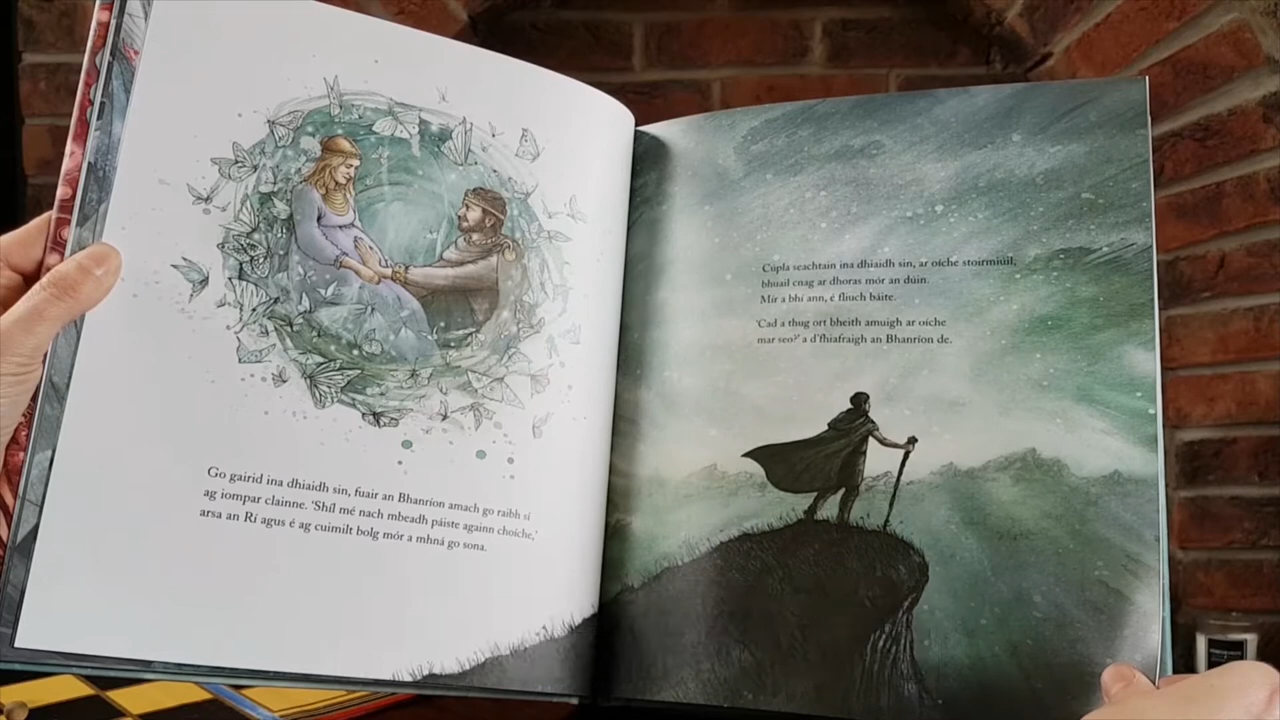 Go gairid ina dhiaidh sin, fuair an Bhanríon amach go raibh sí
ag iompar clainne. 'Shíl mé nach mbeadh páiste againn choíche,'
arsa an Rí agus é ag cuimilt bolg mór a mhná go sona.
Cúpla seachtain ina dhiaidh sin, ar oíche stoirmiúil,
bhuail cnag ar dhoras mór an dúin.
Mír a bhí ann, é fliuch báite.
'Cad a thug ort bheith amuigh ar oíche
mar seo?' a d'fhiafraigh an Bhanríon de.